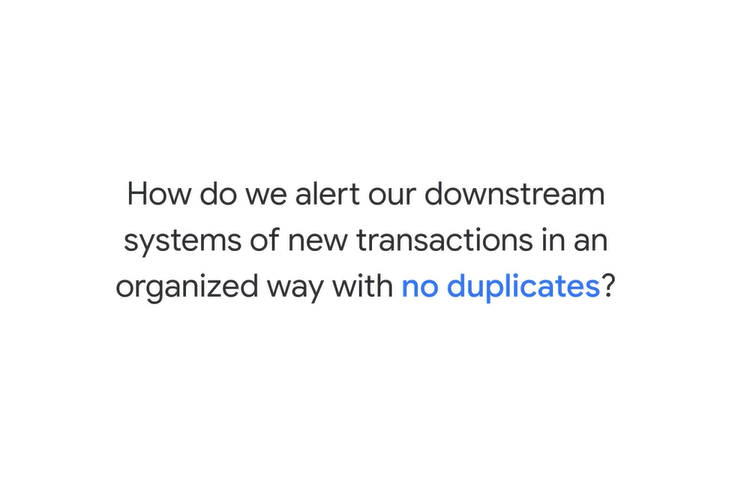 How do we alert our downstream
systems of new transactions in an
organized way with no duplicates?